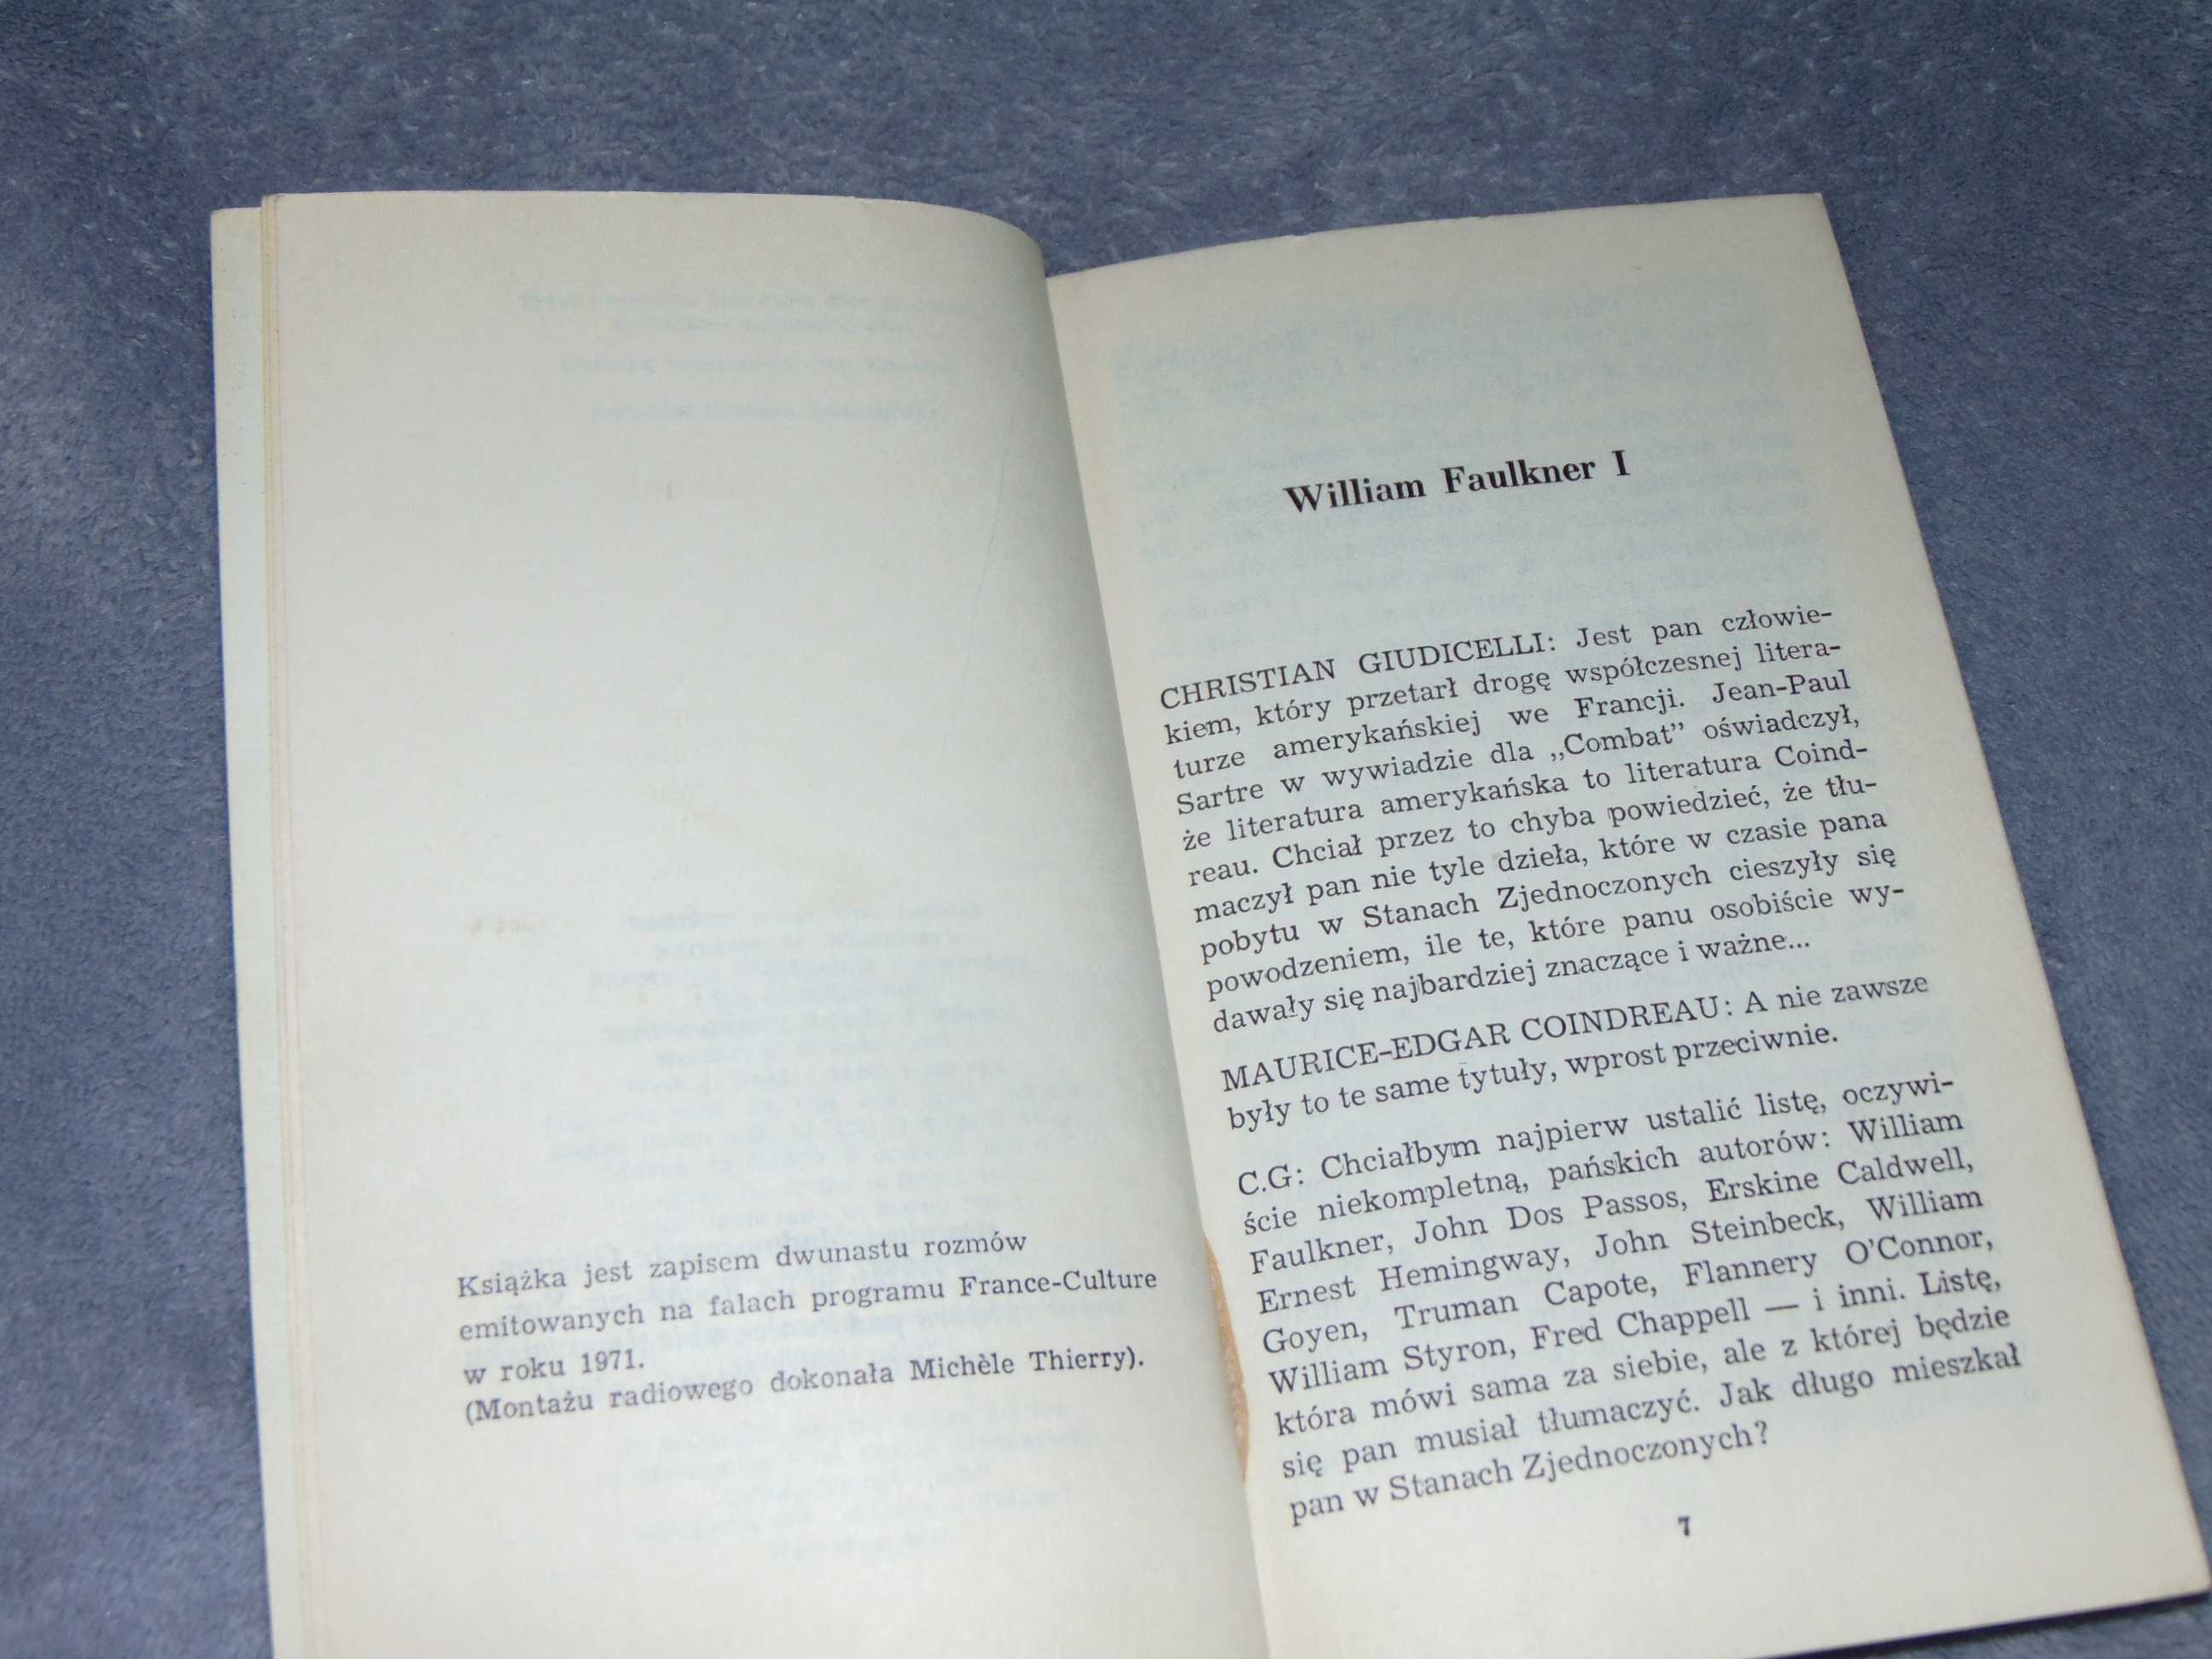 Książka jest zapisem dwunastu rozmów
emitowanych na falach programu France-Culture
w roku 1971.
(Montażu radiowego dokonała Michèle Thierry).
William Faulkner I
CHRISTIAN GIUDICELLI: Jest pan człowie-
kiem, który przetarł drogę współczesnej litera-
turze amerykańskiej we Francji. Jean-Paul
Sartre w wywiadzie dla „Combat” oświadczył,
że literatura amerykańska to literatura Coind-
reau. Chciał przez to chyba powiedzieć, że tłu-
maczył pan nie tyle dzieła, które w czasie pana
pobytu w Stanach Zjednoczonych cieszyły się
powodzeniem, ile te, które panu osobiście wy-
dawały się najbardziej znaczące i ważne...
MAURICE-EDGAR COINDREAU: A nie zawsze
były to te same tytuły, wprost przeciwnie.
C.G: Chciałbym najpierw ustalić listę, oczywi-
ście niekompletną, pańskich autorów: William
Faulkner, John Dos Passos, Erskine Caldwell,
Ernest Hemingway, John Steinbeck, William
Goyen, Truman Capote, Flannery O'Connor,
William Styron, Fred Chappell — i inni. Listę,
która mówi sama za siebie, ale z której będzie
się pan musiał tłumaczyć. Jak długo mieszkał
pan w Stanach Zjednoczonych?
7